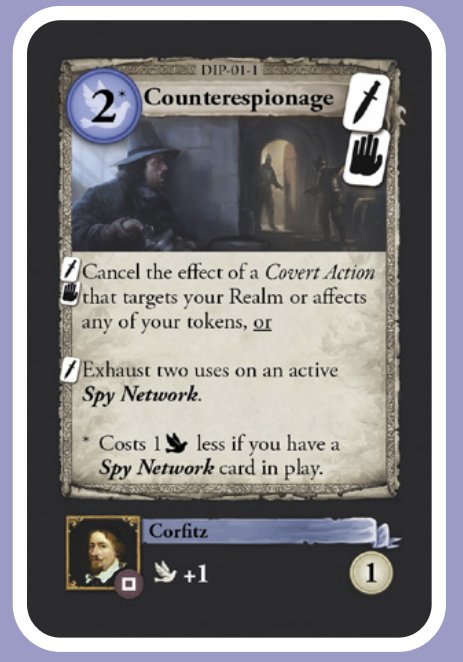 DIP-01-1
2*
Counterespionage
Cancel the effect of a Covert Action
that targets your Realm or affects
any of your tokens, or
Exhaust two uses on an active
Spy Network.
* Costs 1 less if you have a
Spy Network card in play.
Corfitz
+1
1